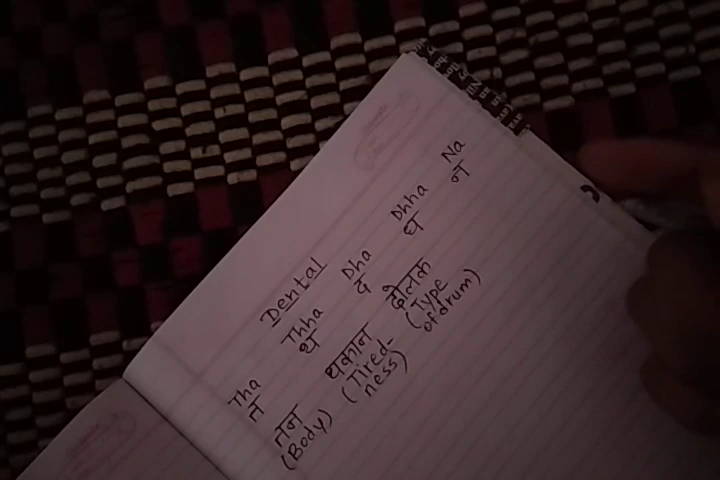 Dental
Tha Thha Dha Dhha Na
त थ द ध न
तन थकान ढोलक
(Body) (Tired- (Type
ness) of drum)